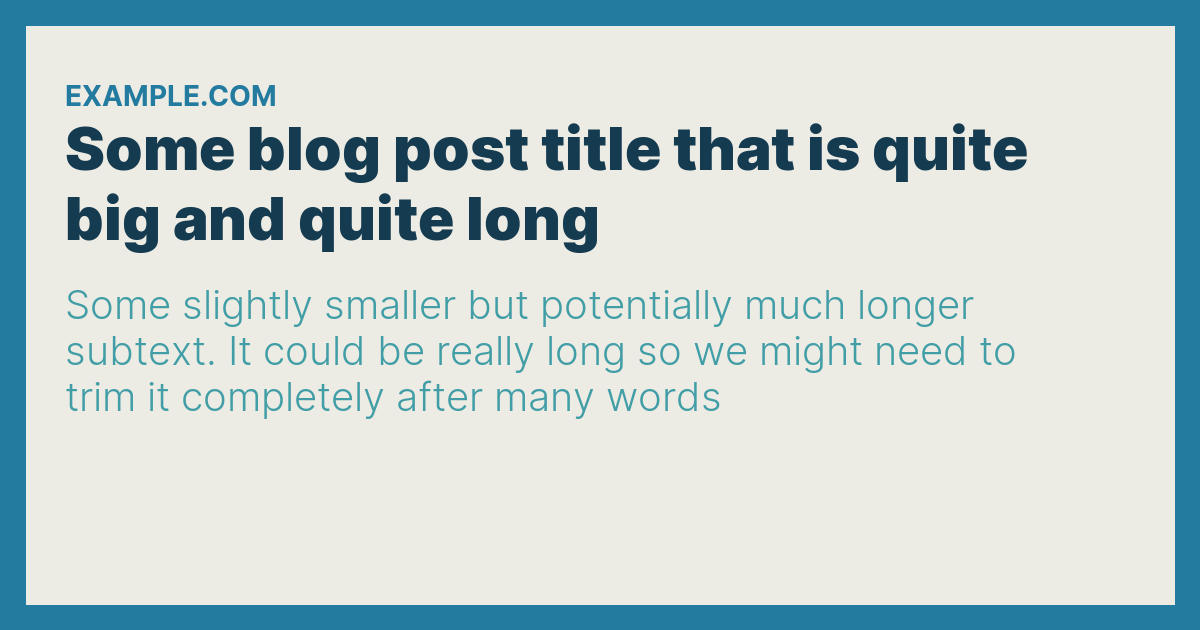 EXAMPLE.COM
Some blog post title that is quite
big and quite long
Some slightly smaller but potentially much longer
subtext. It could be really long so we might need to
trim it completely after many words